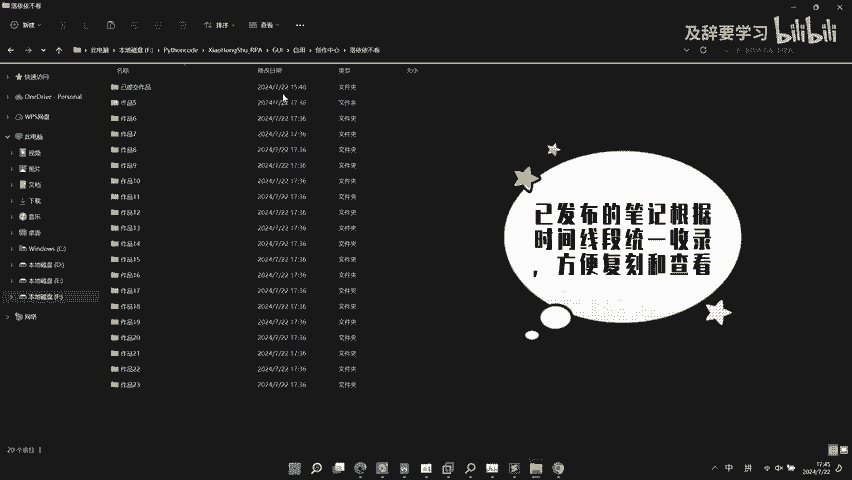 落依依不卷
新建
排序
查看
及辞要学习 bilibili
此电脑 > 本地磁盘 (F:) > Pythoncode > XiaoHongShu_RPA > GUI > 自用 > 创作中心 > 落依依不卷
名称 修改日期 类型 大小
快速访问
OneDrive - Personal
WPS网盘
此电脑
视频
图片
文档
下载
音乐
桌面
Windows (C:)
本地磁盘 (D:)
本地磁盘 (E:)
本地磁盘 (F:)
网络
已提交作品 2024/7/22 15:48 文件夹
作品5 2024/7/22 17:36 文件夹
作品6 2024/7/22 17:36 文件夹
作品7 2024/7/22 17:36 文件夹
作品8 2024/7/22 17:36 文件夹
作品9 2024/7/22 17:36 文件夹
作品10 2024/7/22 17:36 文件夹
作品11 2024/7/22 17:36 文件夹
作品12 2024/7/22 17:36 文件夹
作品13 2024/7/22 17:36 文件夹
作品14 2024/7/22 17:36 文件夹
作品15 2024/7/22 17:36 文件夹
作品16 2024/7/22 17:36 文件夹
作品17 2024/7/22 17:36 文件夹
作品18 2024/7/22 17:36 文件夹
作品19 2024/7/22 17:36 文件夹
作品20 2024/7/22 17:36 文件夹
作品21 2024/7/22 17:36 文件夹
作品22 2024/7/22 17:36 文件夹
作品23 2024/7/22 17:36 文件夹
已发布的笔记根据
时间线段统一收录
，方便复刻和查看
20 个项目
中 拼
17:45
2024/7/22